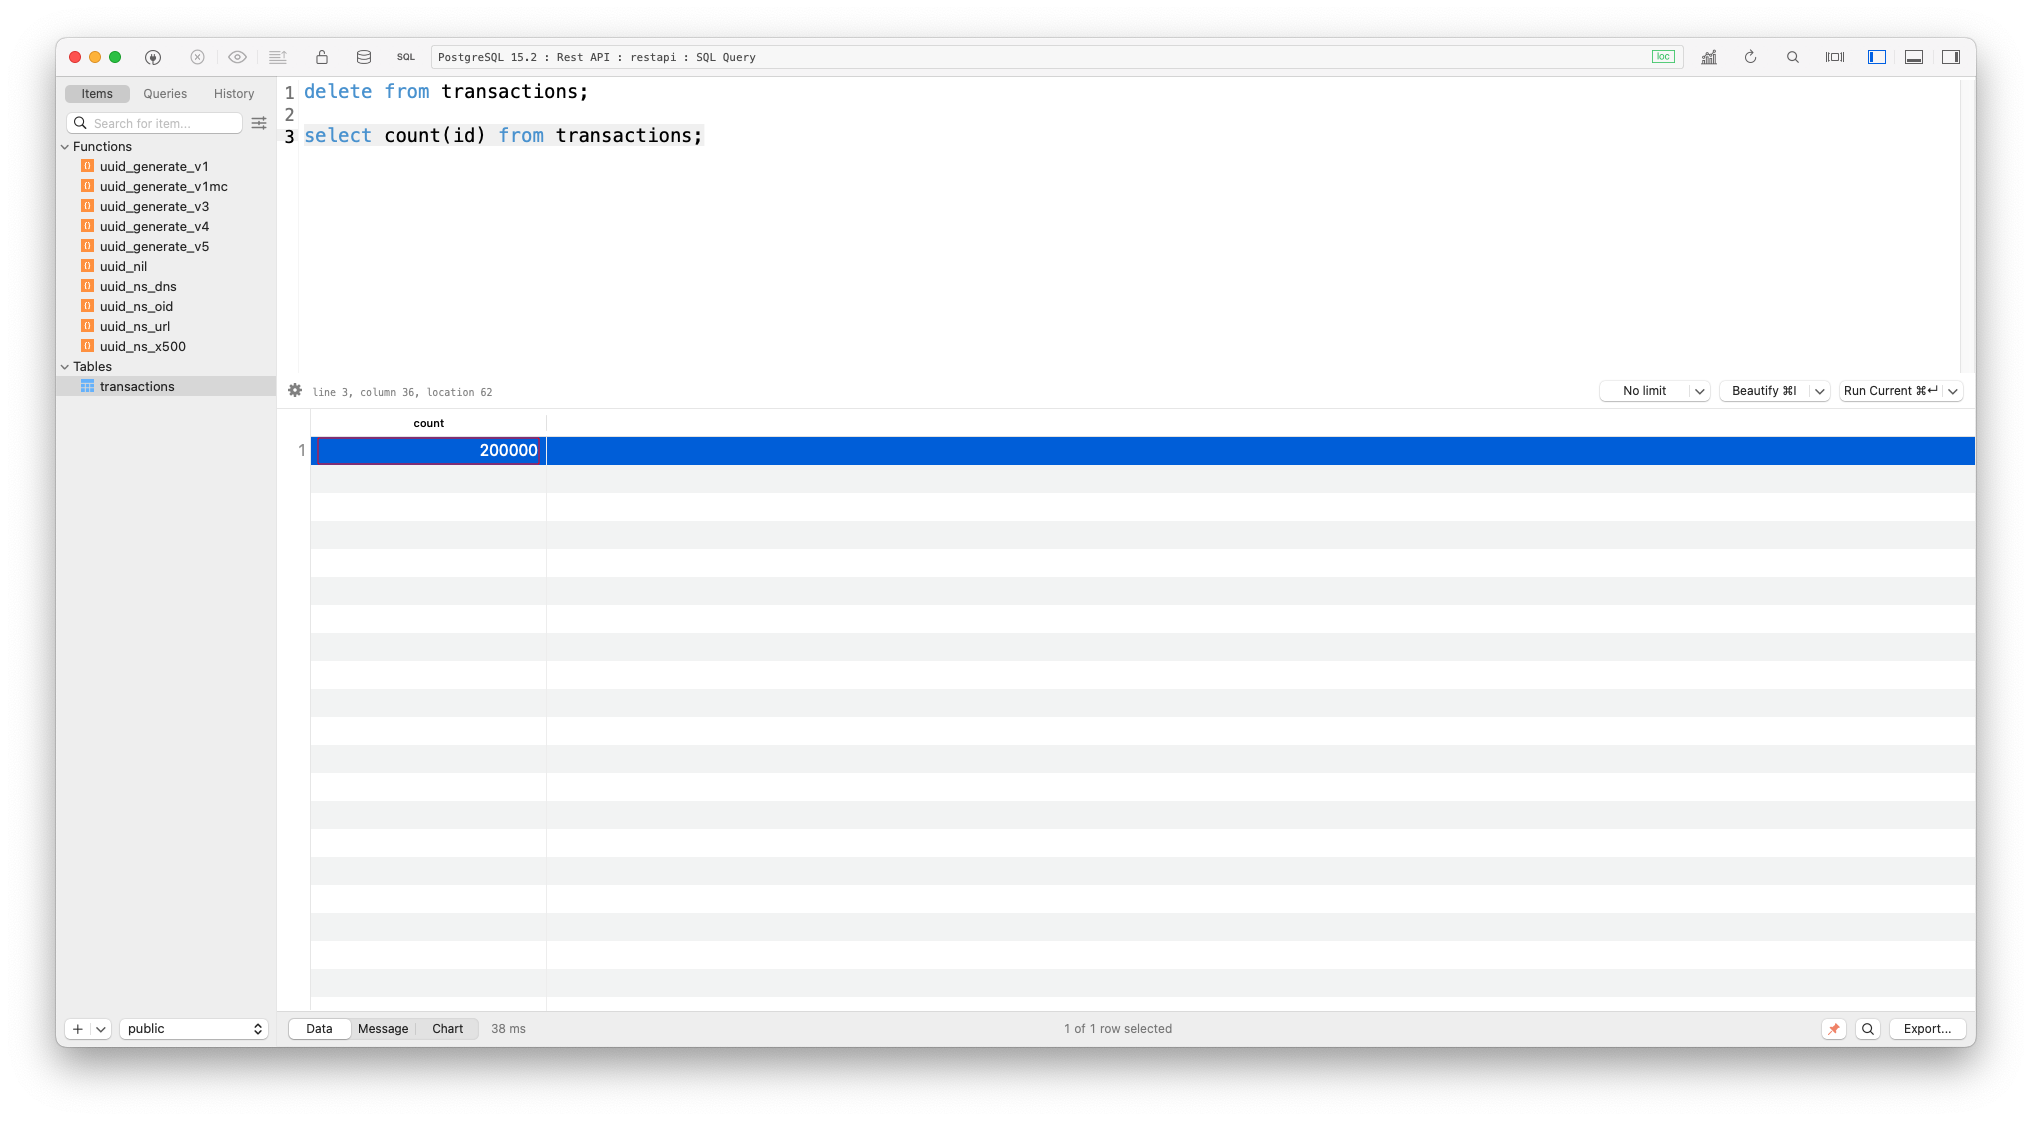 SQL
PostgreSQL 15.2 : Rest API : restapi : SQL Query
loc
Items
Queries
History
Search for item...
Functions
uuid_generate_v1
uuid_generate_v1mc
uuid_generate_v3
uuid_generate_v4
uuid_generate_v5
uuid_nil
uuid_ns_dns
uuid_ns_oid
uuid_ns_url
uuid_ns_x500
Tables
transactions
1 delete from transactions;
2
3 select count(id) from transactions;
line 3, column 36, location 62
No limit
Beautify ⌘I
Run Current ⌘↵
count
1 200000
public
Data
Message
Chart
38 ms
1 of 1 row selected
Export...